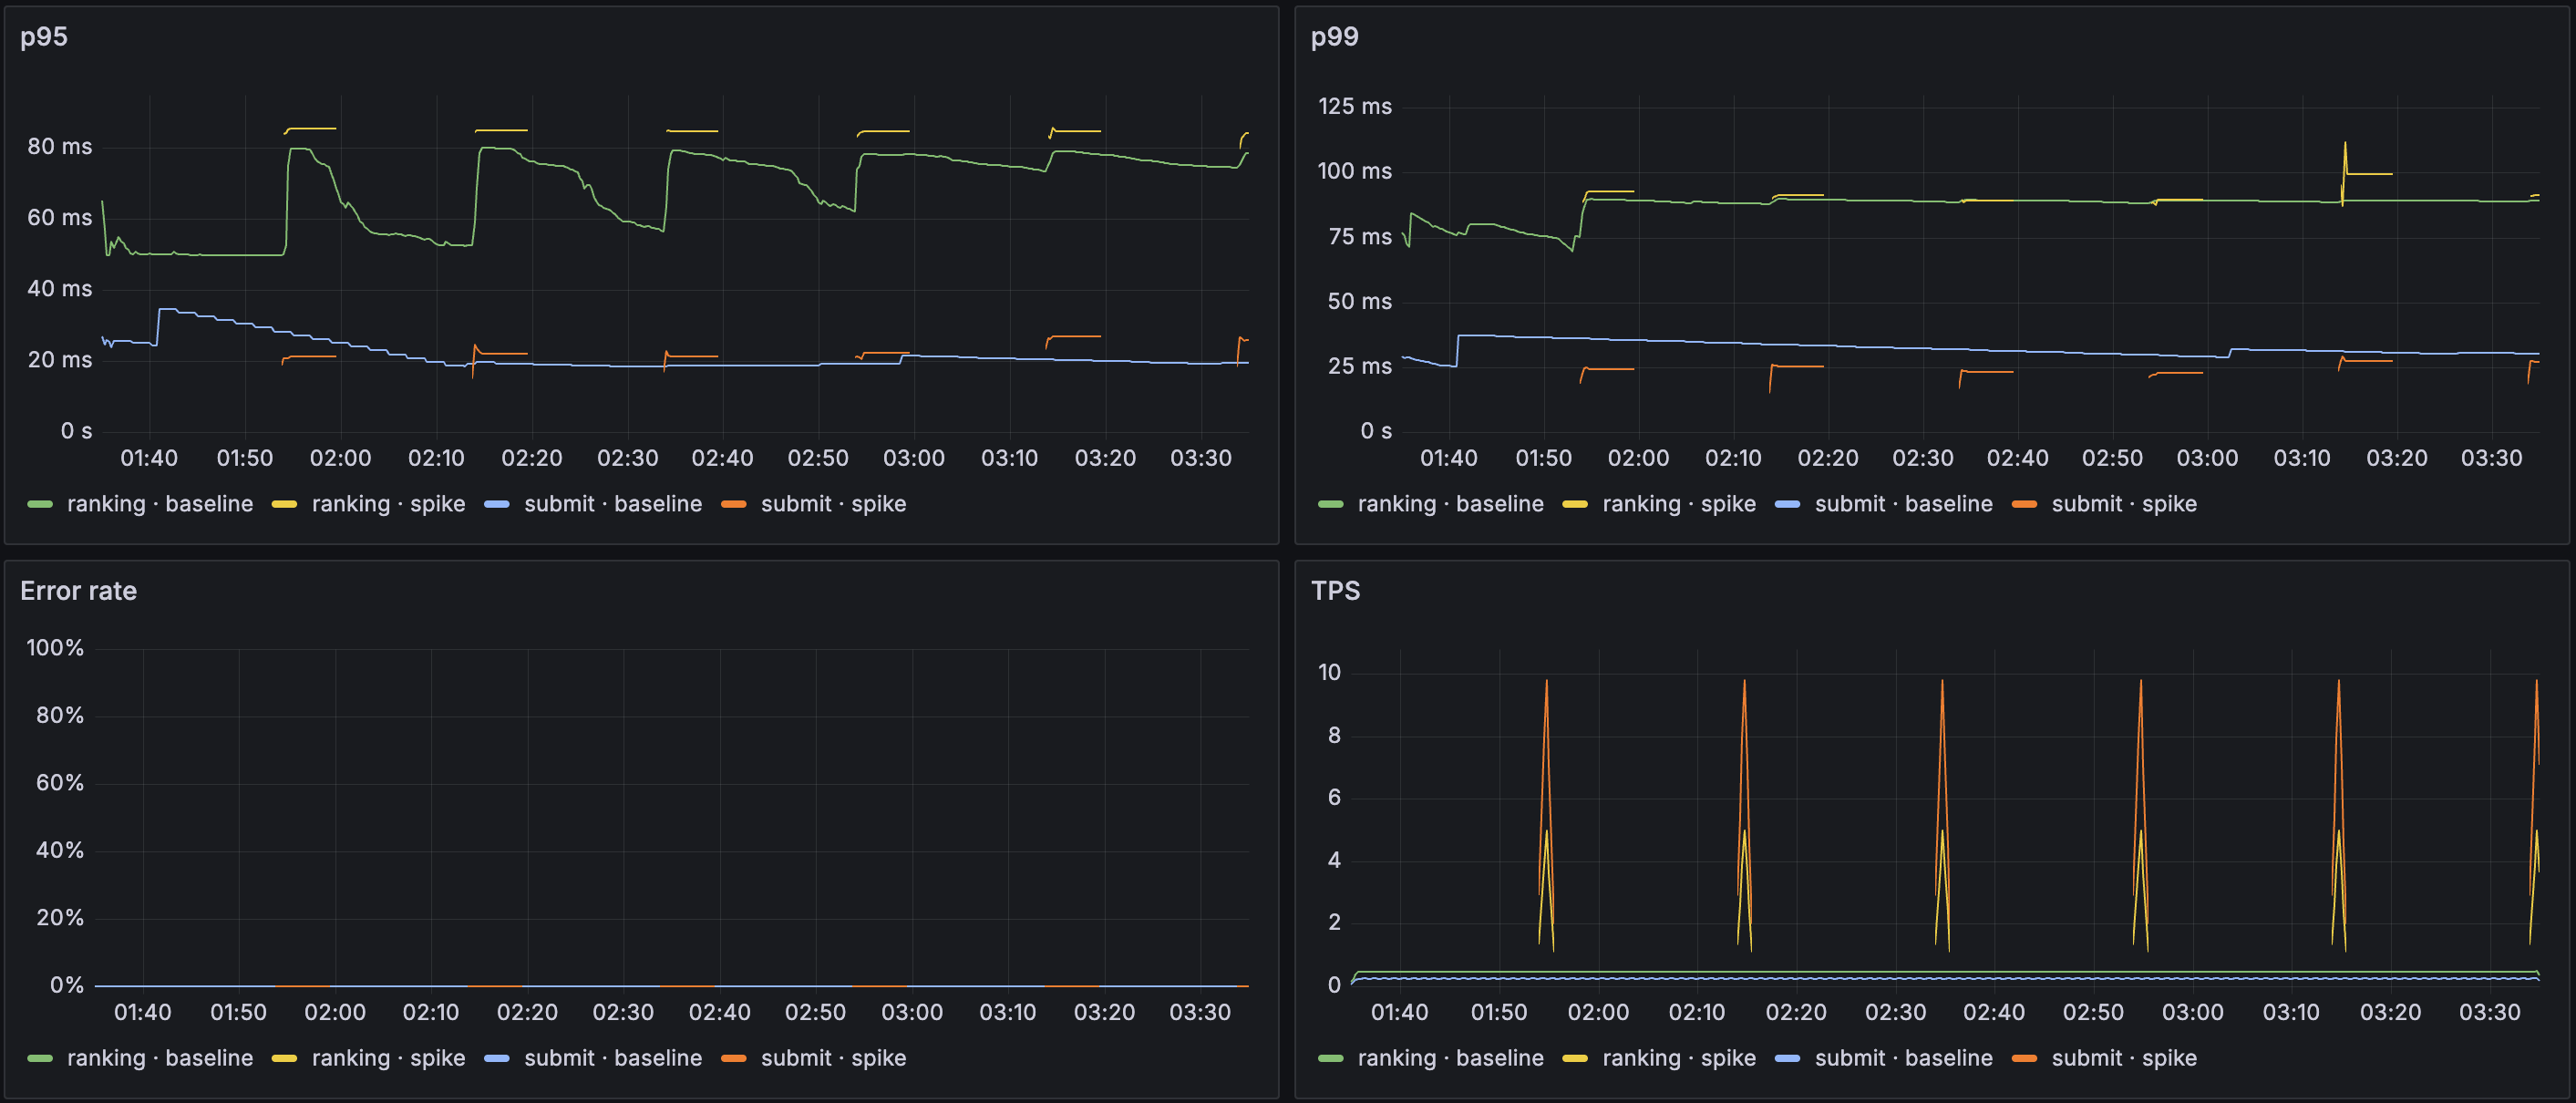 p95
80 ms
60 ms
40 ms
20 ms
0 s
01:40 01:50 02:00 02:10 02:20 02:30 02:40 02:50 03:00 03:10 03:20 03:30
ranking · baseline ranking · spike submit · baseline submit · spike
p99
125 ms
100 ms
75 ms
50 ms
25 ms
0 s
01:40 01:50 02:00 02:10 02:20 02:30 02:40 02:50 03:00 03:10 03:20 03:30
ranking · baseline ranking · spike submit · baseline submit · spike
Error rate
100%
80%
60%
40%
20%
0%
01:40 01:50 02:00 02:10 02:20 02:30 02:40 02:50 03:00 03:10 03:20 03:30
ranking · baseline ranking · spike submit · baseline submit · spike
TPS
10
8
6
4
2
0
01:40 01:50 02:00 02:10 02:20 02:30 02:40 02:50 03:00 03:10 03:20 03:30
ranking · baseline ranking · spike submit · baseline submit · spike